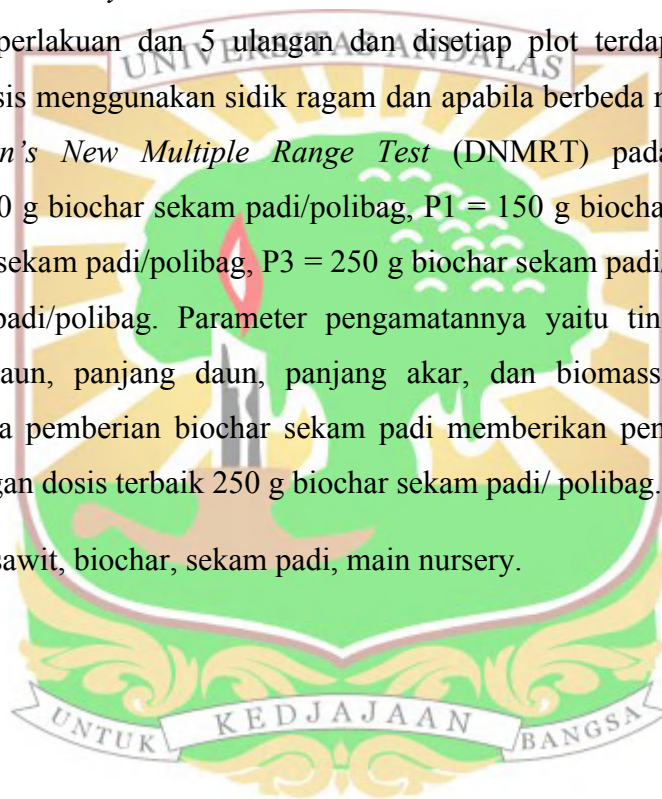 perlakuan dan 5 ulangan dan disetiap plot terdap
UNIVERSITAS ANDALAS
sis menggunakan sidik ragam dan apabila berbeda n
n's New Multiple Range Test (DNMRT) pada
0 g biochar sekam padi/polibag, P1 = 150 g biocha
sekam padi/polibag, P3 = 250 g biochar sekam padi/
padi/polibag. Parameter pengamatannya yaitu tin
aun, panjang daun, panjang akar, dan biomass
a pemberian biochar sekam padi memberikan pen
gan dosis terbaik 250 g biochar sekam padi/ polibag.
sawit, biochar, sekam padi, main nursery.
UNTUK KEDJAJAAN BANGSA